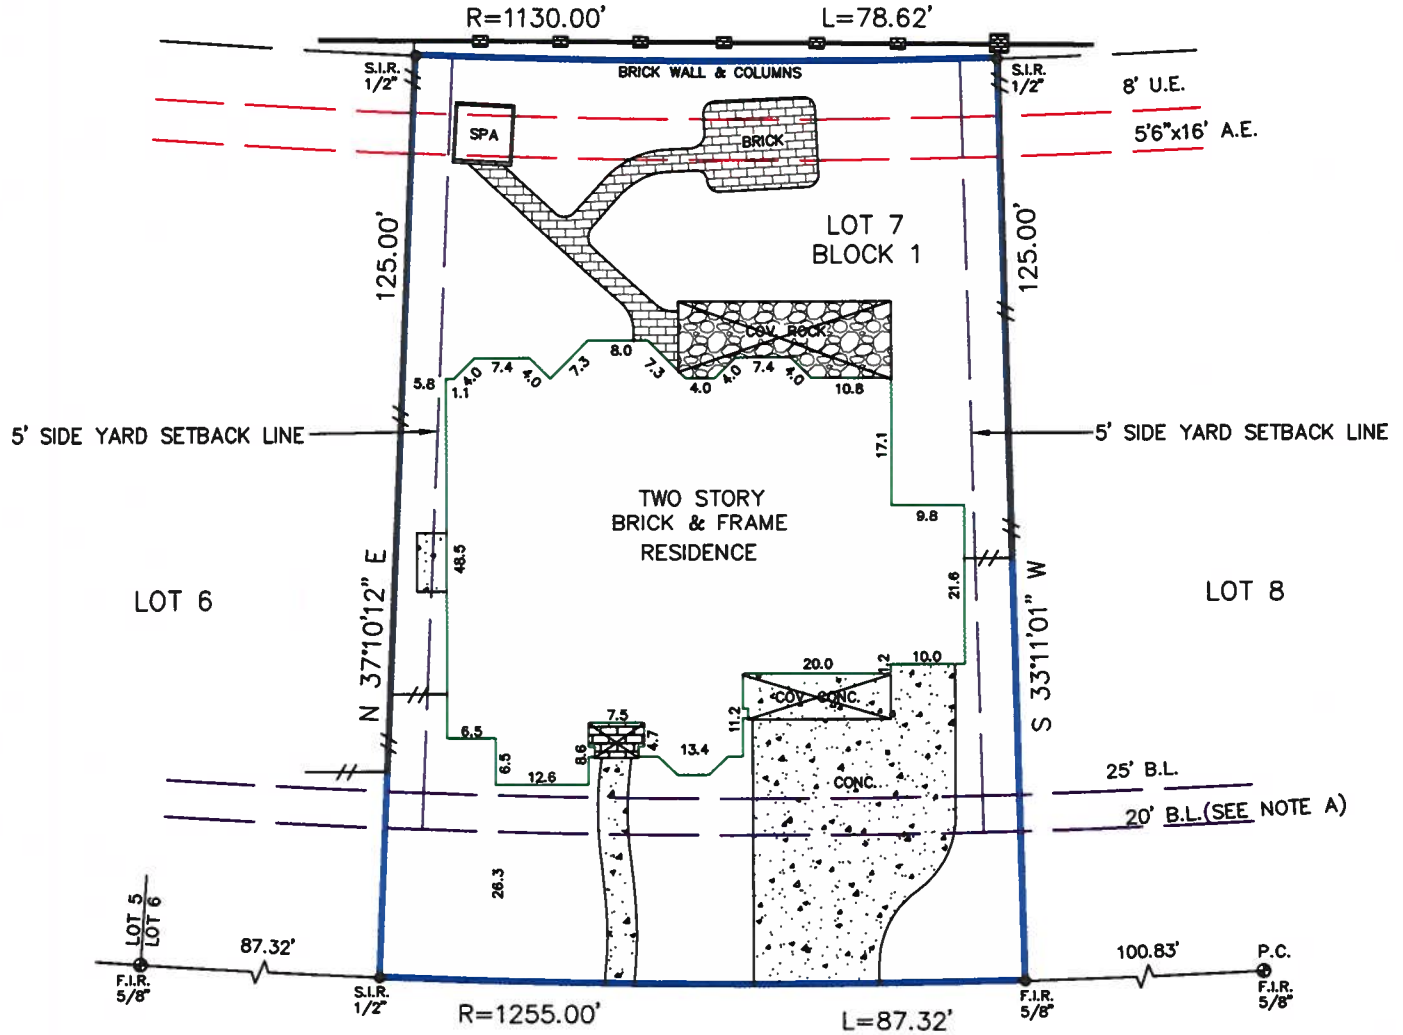 R=1130.00'
L=78.62'
S.I.R.
1/2"
BRICK WALL & COLUMNS
S.I.R.
1/2"
8' U.E.
5'6"x16' A.E.
SPA
BRICK
LOT 7
BLOCK 1
125.00'
125.00'
COV. ROCK
5.8
1.1
4.0
7.4
4.0
7.3
8.0
7.3
4.0
4.0
7.4
4.0
10.8
5' SIDE YARD SETBACK LINE
5' SIDE YARD SETBACK LINE
17.1
TWO STORY
BRICK & FRAME
RESIDENCE
9.8
48.5
21.6
LOT 6
LOT 8
N 37°10'12" E
S 33°11'01" W
20.0
1.2
10.0
COV. CONC.
11.2
7.5
4.7
8.6
13.4
6.5
6.5
12.6
CONC.
25' B.L.
20' B.L.(SEE NOTE A)
26.3
LOT 5
LOT 6
87.32'
100.83'
P.C.
F.I.R.
5/8"
S.I.R.
1/2"
F.I.R.
5/8"
F.I.R.
5/8"
R=1255.00'
L=87.32'